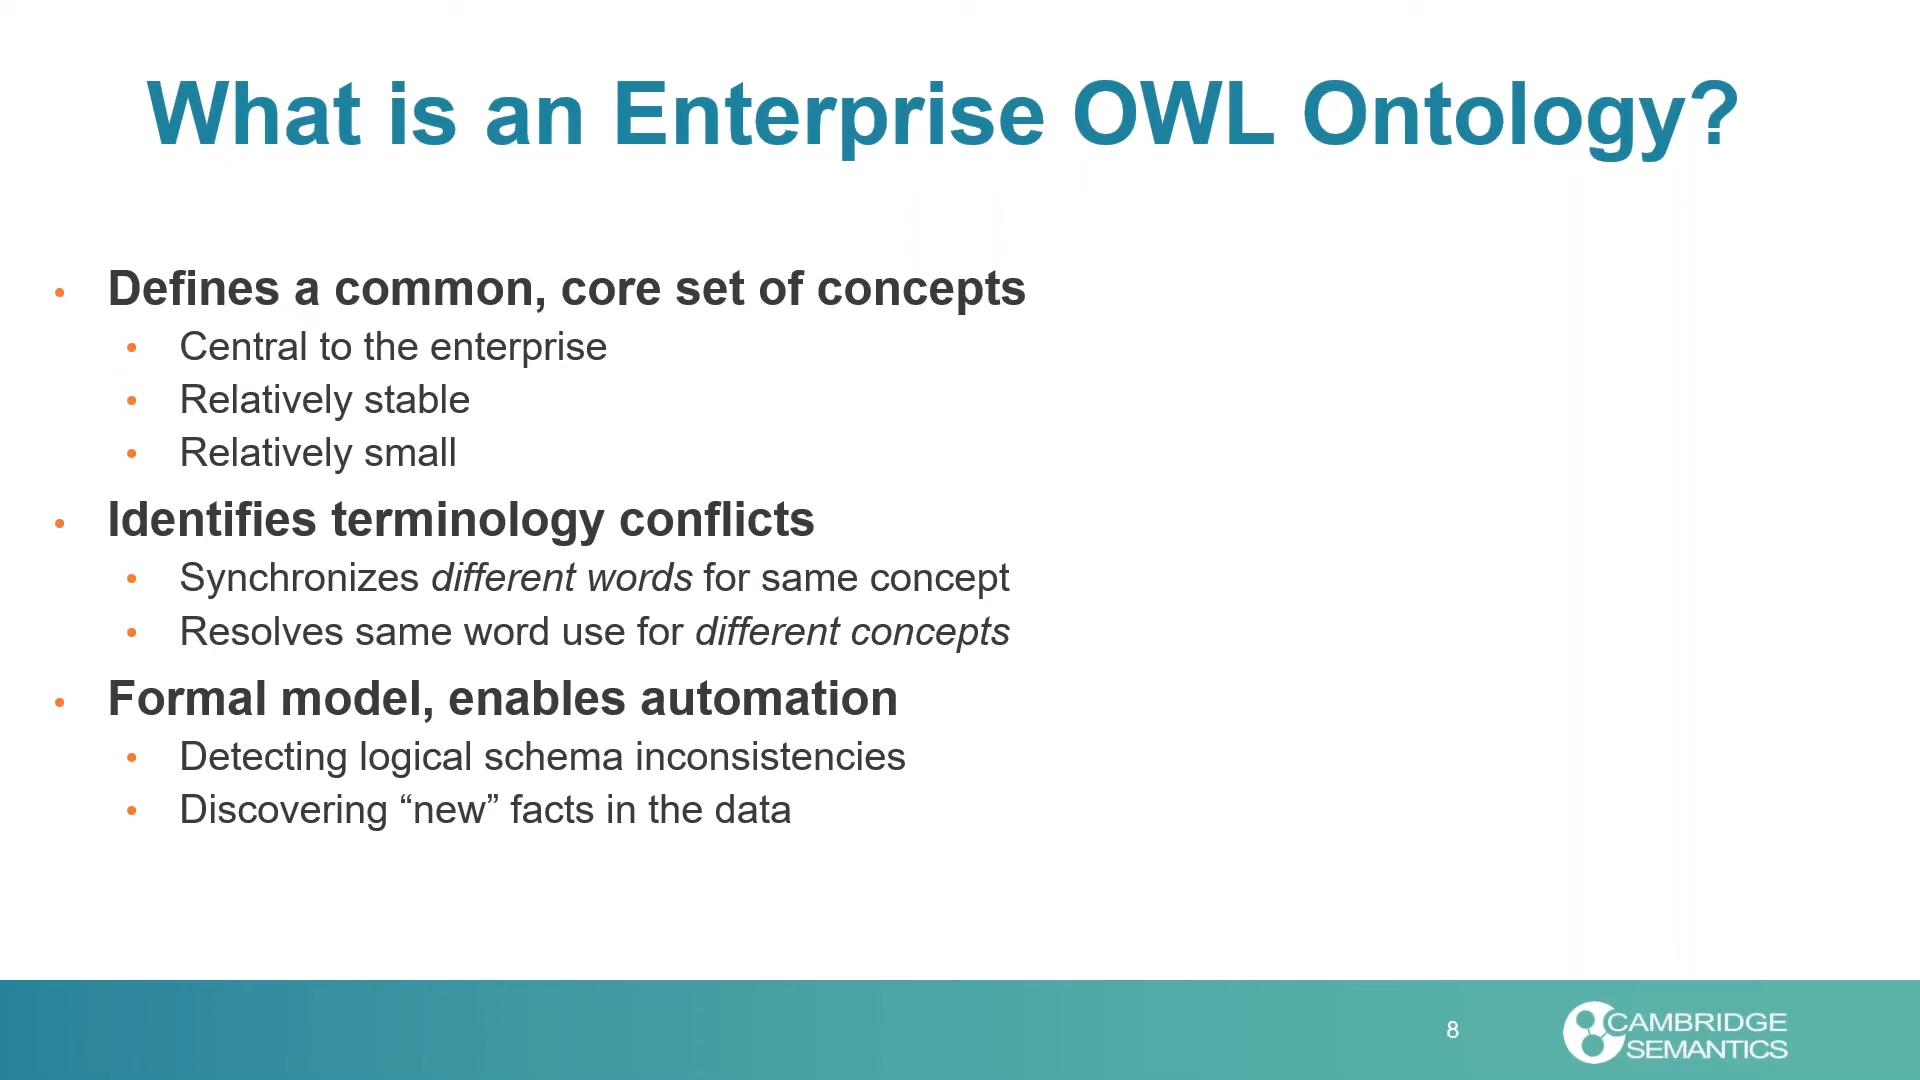 What is an Enterprise OWL Ontology?
• Defines a common, core set of concepts
• Central to the enterprise
• Relatively stable
• Relatively small
• Identifies terminology conflicts
• Synchronizes different words for same concept
• Resolves same word use for different concepts
• Formal model, enables automation
• Detecting logical schema inconsistencies
• Discovering “new” facts in the data
8
CAMBRIDGE
SEMANTICS